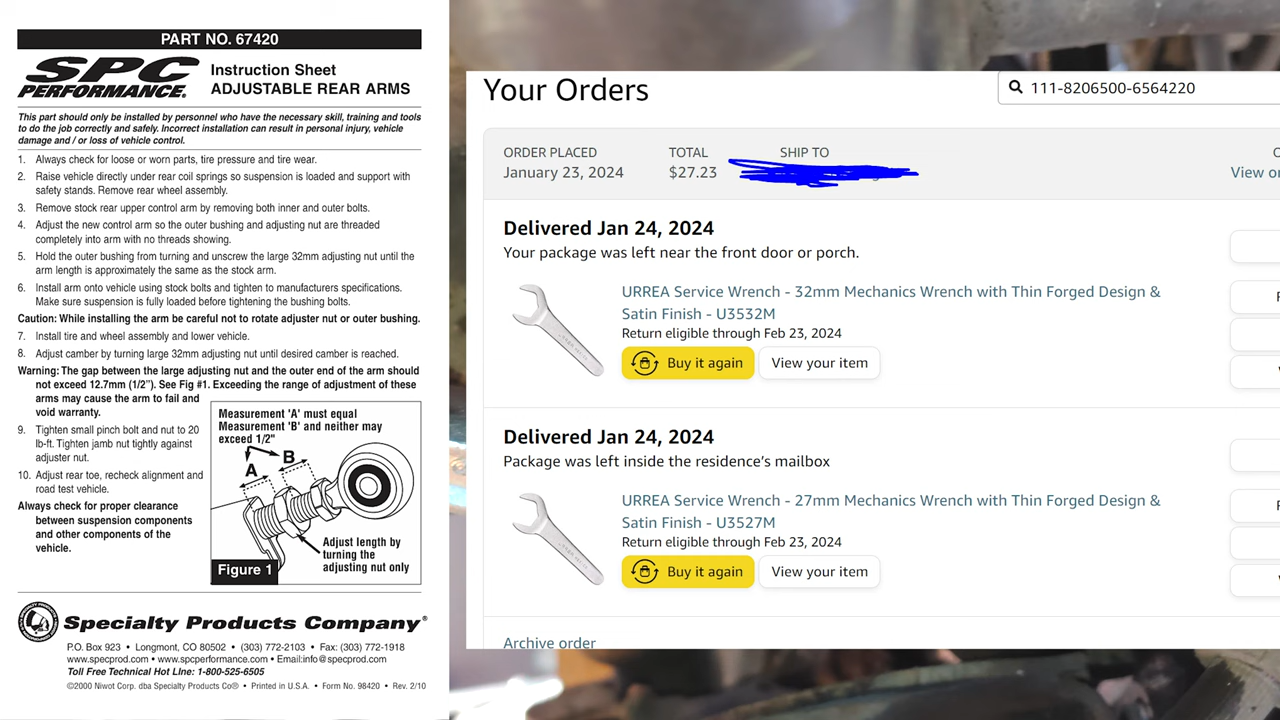 PART NO. 67420
SPC
PERFORMANCE.
Instruction Sheet
ADJUSTABLE REAR ARMS
This part should only be installed by personnel who have the necessary skill, training and tools
to do the job correctly and safely. Incorrect installation can result in personal injury, vehicle
damage and / or loss of vehicle control.
1. Always check for loose or worn parts, tire pressure and tire wear.
2. Raise vehicle directly under rear coil springs so suspension is loaded and support with
safety stands. Remove rear wheel assembly.
3. Remove stock rear upper control arm by removing both inner and outer bolts.
4. Adjust the new control arm so the outer bushing and adjusting nut are threaded
completely into arm with no threads showing.
5. Hold the outer bushing from turning and unscrew the large 32mm adjusting nut until the
arm length is approximately the same as the stock arm.
6. Install arm onto vehicle using stock bolts and tighten to manufacturers specifications.
Make sure suspension is fully loaded before tightening the bushing bolts.
Caution: While installing the arm be careful not to rotate adjuster nut or outer bushing.
7. Install tire and wheel assembly and lower vehicle.
8. Adjust camber by turning large 32mm adjusting nut until desired camber is reached.
Warning: The gap between the large adjusting nut and the outer end of the arm should
not exceed 12.7mm (1/2"). See Fig #1. Exceeding the range of adjustment of these
arms may cause the arm to fail and
void warranty.
9. Tighten small pinch bolt and nut to 20
lb-ft. Tighten jamb nut tightly against
adjuster nut.
10. Adjust rear toe, recheck alignment and
road test vehicle.
Always check for proper clearance
between suspension components
and other components of the
vehicle.
Measurement 'A' must equal
Measurement 'B' and neither may
exceed 1/2"
A B
Adjust length by
turning the
adjusting nut only
Figure 1
Specialty Products Company®
P.O. Box 923 • Longmont, CO 80502 • (303) 772-2103 • Fax: (303) 772-1918
www.specprod.com • www.spcperformance.com • Email:info@specprod.com
Toll Free Technical Hot LIne: 1-800-525-6505
©2000 Niwot Corp. dba Specialty Products Co® • Printed in U.S.A. • Form No. 98420 • Rev. 2/10
Your Orders
111-8206500-6564220
ORDER PLACED TOTAL SHIP TO
January 23, 2024 $27.23 View or
Delivered Jan 24, 2024
Your package was left near the front door or porch.
URREA Service Wrench - 32mm Mechanics Wrench with Thin Forged Design &
Satin Finish - U3532M
Return eligible through Feb 23, 2024
Buy it again View your item
Delivered Jan 24, 2024
Package was left inside the residence's mailbox
URREA Service Wrench - 27mm Mechanics Wrench with Thin Forged Design &
Satin Finish - U3527M
Return eligible through Feb 23, 2024
Buy it again View your item
Archive order